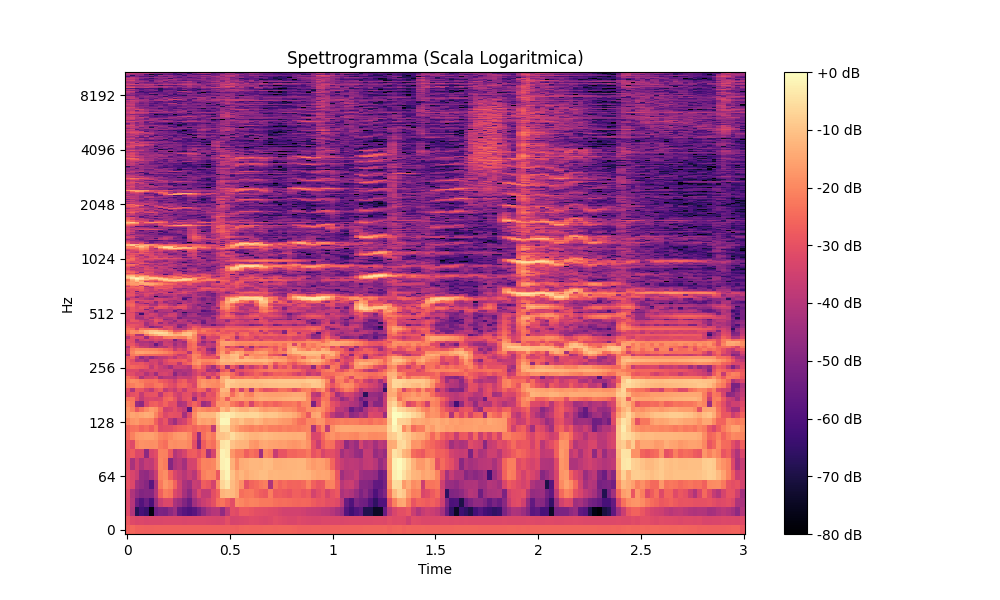 Spettrogramma (Scala Logaritmica)
8192
4096
2048
1024
512
256
128
64
0
Hz
0
0.5
1
1.5
2
2.5
3
Time
+0 dB
-10 dB
-20 dB
-30 dB
-40 dB
-50 dB
-60 dB
-70 dB
-80 dB